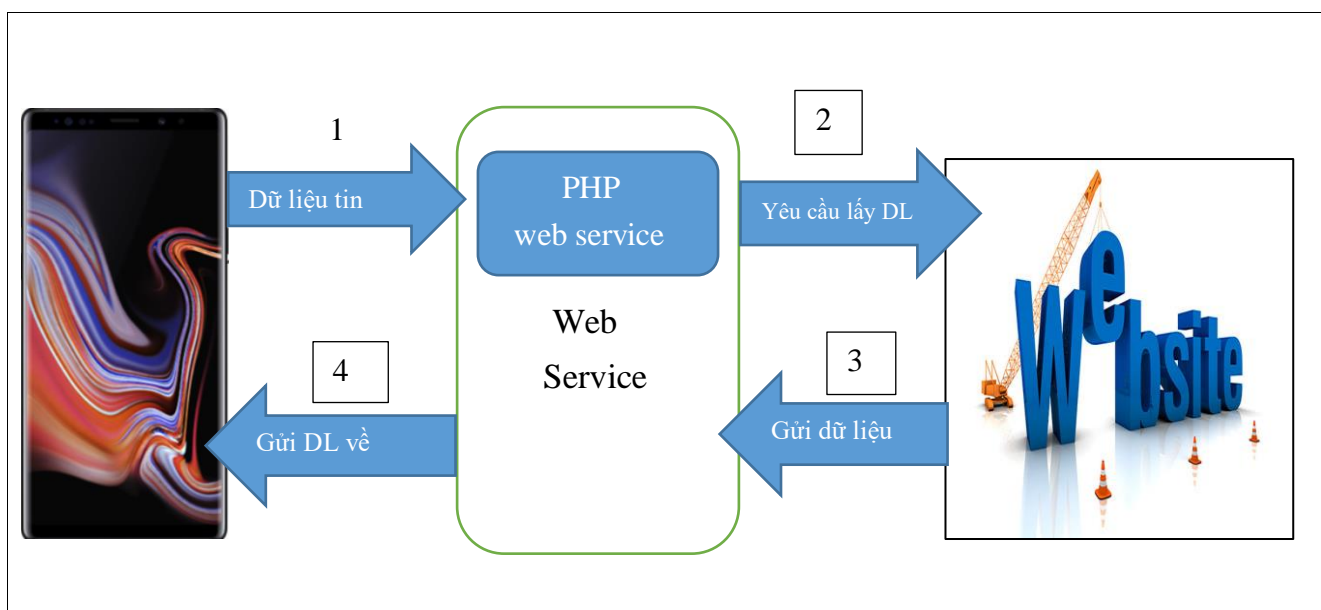 1
2
Dữ liệu tin
PHP
web service
Yêu cầu lấy DL
Web
Service
Website
4
3
Gửi DL về
Gửi dữ liệu